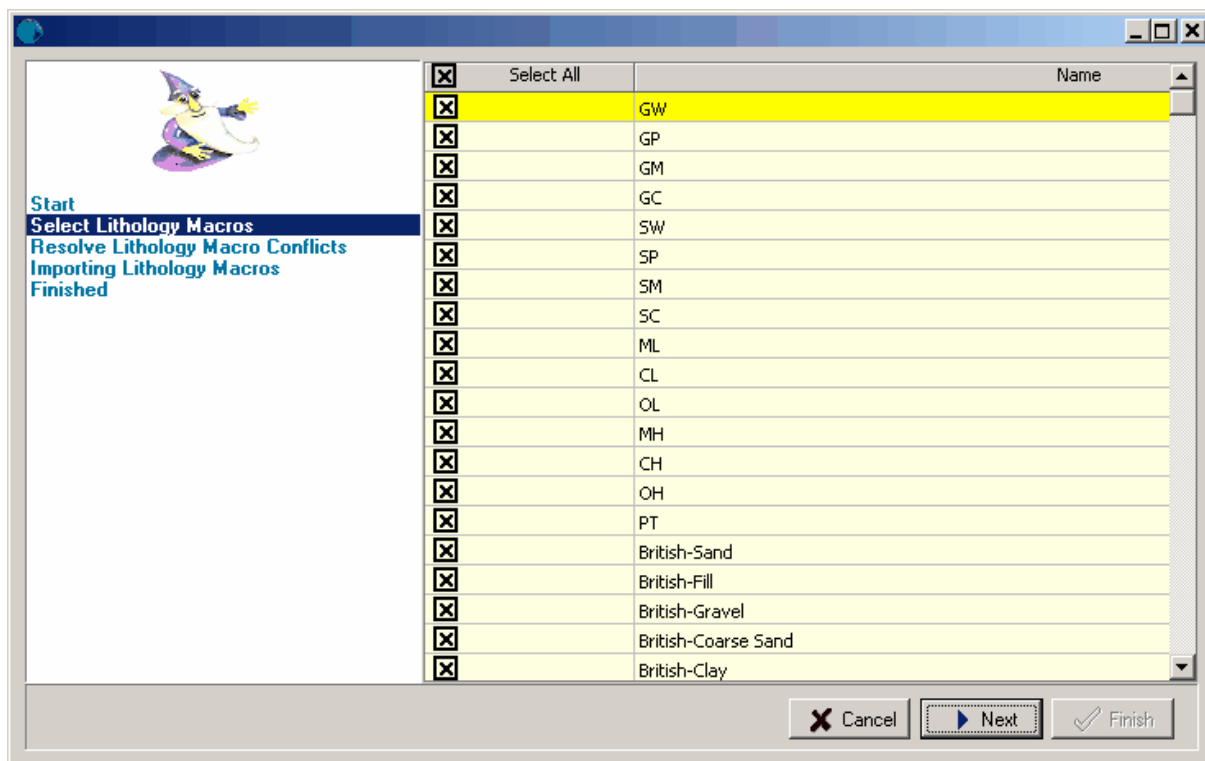 Start
Select Lithology Macros
Resolve Lithology Macro Conflicts
Importing Lithology Macros
Finished
Select All Name
GW
GP
GM
GC
SW
SP
SM
SC
ML
CL
OL
MH
CH
OH
PT
British-Sand
British-Fill
British-Gravel
British-Coarse Sand
British-Clay
Cancel Next Finish